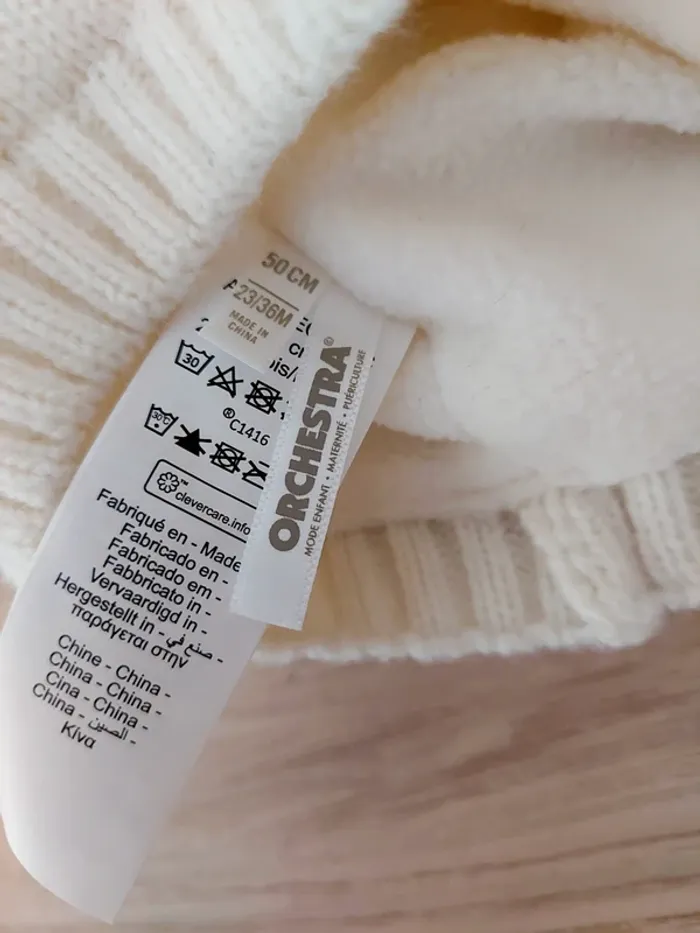 50 CM
23/36M
MADE IN
CHINA
ORCHESTRA®
MODE ENFANT • MATERNITÉ • PUÉRICULTURE
30
®C1416
30°C
™
clevercare.info
Fabriqué en - Made
Fabricado en -
Fabricado em -
Fabbricato in -
Vervaardigd in -
Hergestellt in - صنع في -
παράγεται στην
Chine - China -
China - China -
Cina - China -
China - الصين -
Κίνα